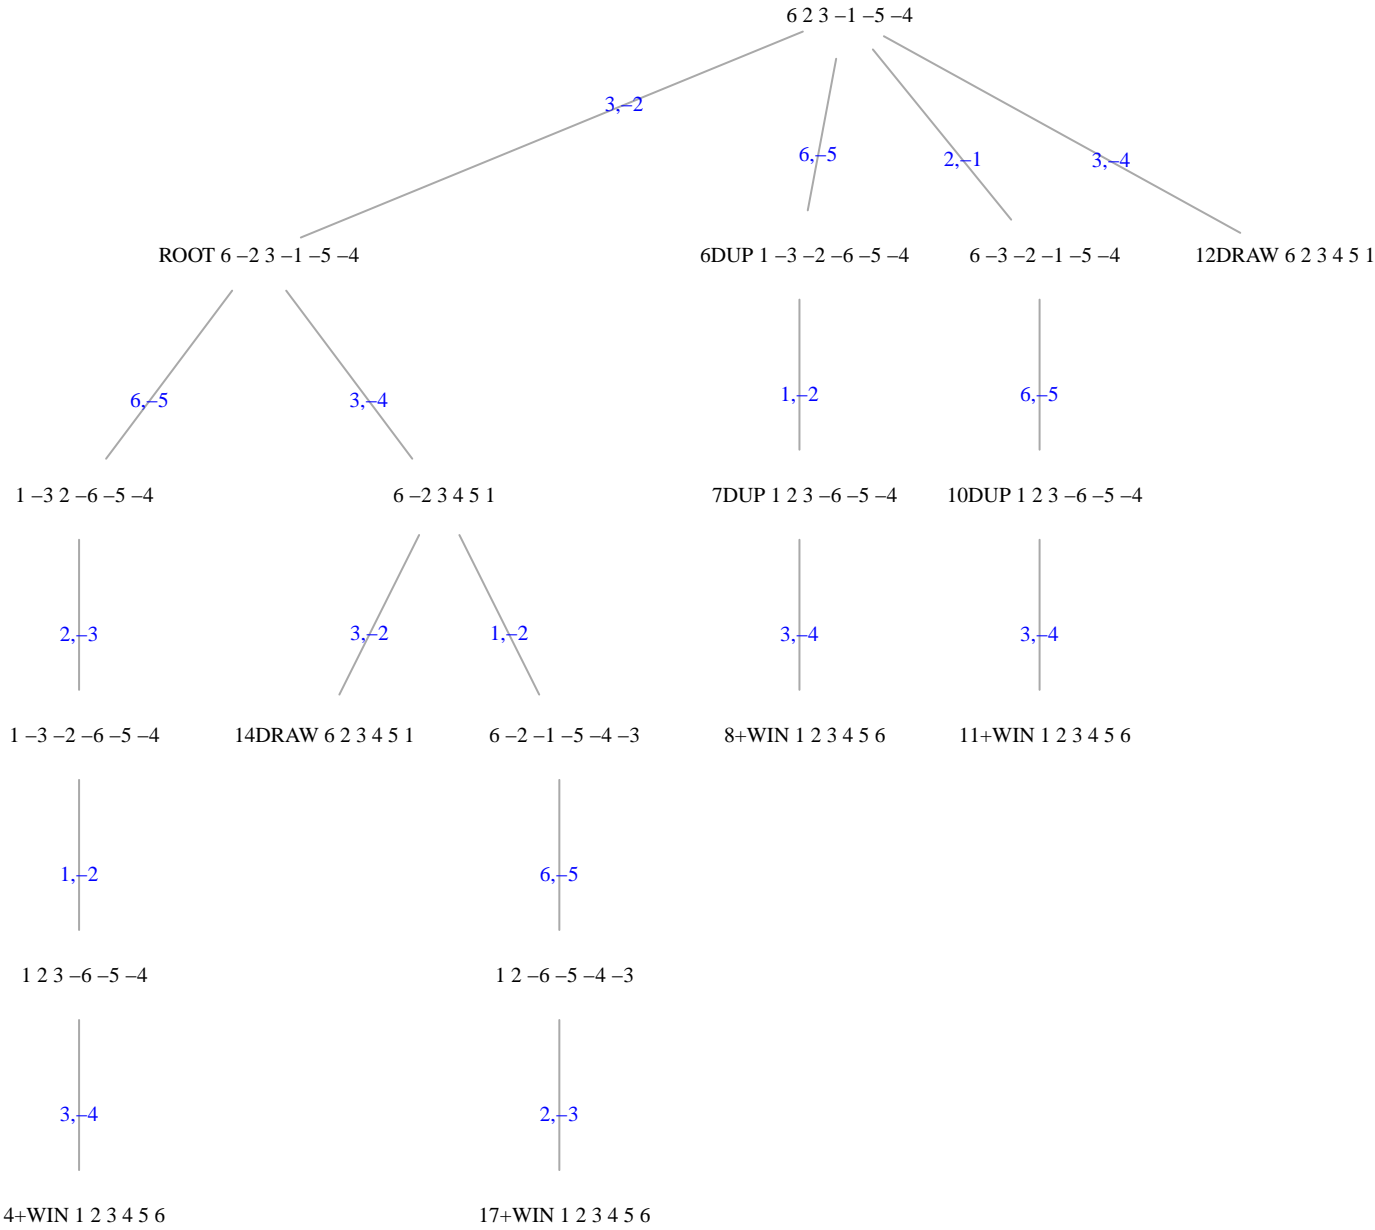 6 2 3 −1 −5 −4
3,−2
6,−5
2,−1
3,−4
ROOT 6 −2 3 −1 −5 −4
6DUP 1 −3 −2 −6 −5 −4
6 −3 −2 −1 −5 −4
12DRAW 6 2 3 4 5 1
6,−5
3,−4
1,−2
6,−5
1 −3 2 −6 −5 −4
6 −2 3 4 5 1
7DUP 1 2 3 −6 −5 −4
10DUP 1 2 3 −6 −5 −4
2,−3
3,−2
1,−2
3,−4
3,−4
1 −3 −2 −6 −5 −4
14DRAW 6 2 3 4 5 1
6 −2 −1 −5 −4 −3
8+WIN 1 2 3 4 5 6
11+WIN 1 2 3 4 5 6
1,−2
6,−5
1 2 3 −6 −5 −4
1 2 −6 −5 −4 −3
3,−4
2,−3
4+WIN 1 2 3 4 5 6
17+WIN 1 2 3 4 5 6